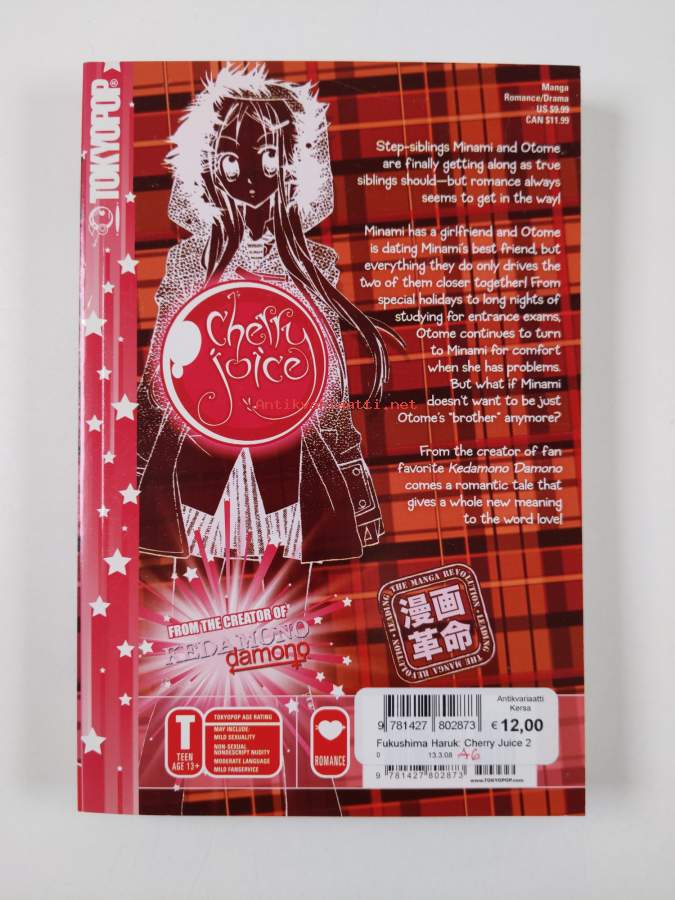 TOKYOPOP®
Manga
Romance/Drama
US $9.99
CAN $11.99
Step-siblings Minami and Otome
are finally getting along as true
siblings should—but romance always
seems to get in the way!
Minami has a girlfriend and Otome
is dating Minami's best friend, but
everything they do only drives the
two of them closer together! From
special holidays to long nights of
studying for entrance exams,
Otome continues to turn
to Minami for comfort
when she has problems.
But what if Minami
doesn't want to be just
Otome's "brother" anymore?
From the creator of fan
favorite Kedamono Damono
comes a romantic tale that
gives a whole new meaning
to the word love!
Cherry
juice
Antikvariaatti.net
FROM THE CREATOR OF
KEDAMONO
damono
THE MANGA REVOLUTION · LEADING
THE MANGA REVOLUTION · LEADING
漫画
革命
T
TEEN
AGE 13+
TOKYOPOP AGE RATING
MAY INCLUDE:
MILD SEXUALITY
NON-SEXUAL
NONDESCRIPT NUDITY
MODERATE LANGUAGE
MILD FANSERVICE
ROMANCE
Antikvariaatti
Kersa
9 781427 802873
€ 12,00
Fukushima Haruk: Cherry Juice 2
0 13.3.08 A6
9 781427 802873
www.TOKYOPOP.com